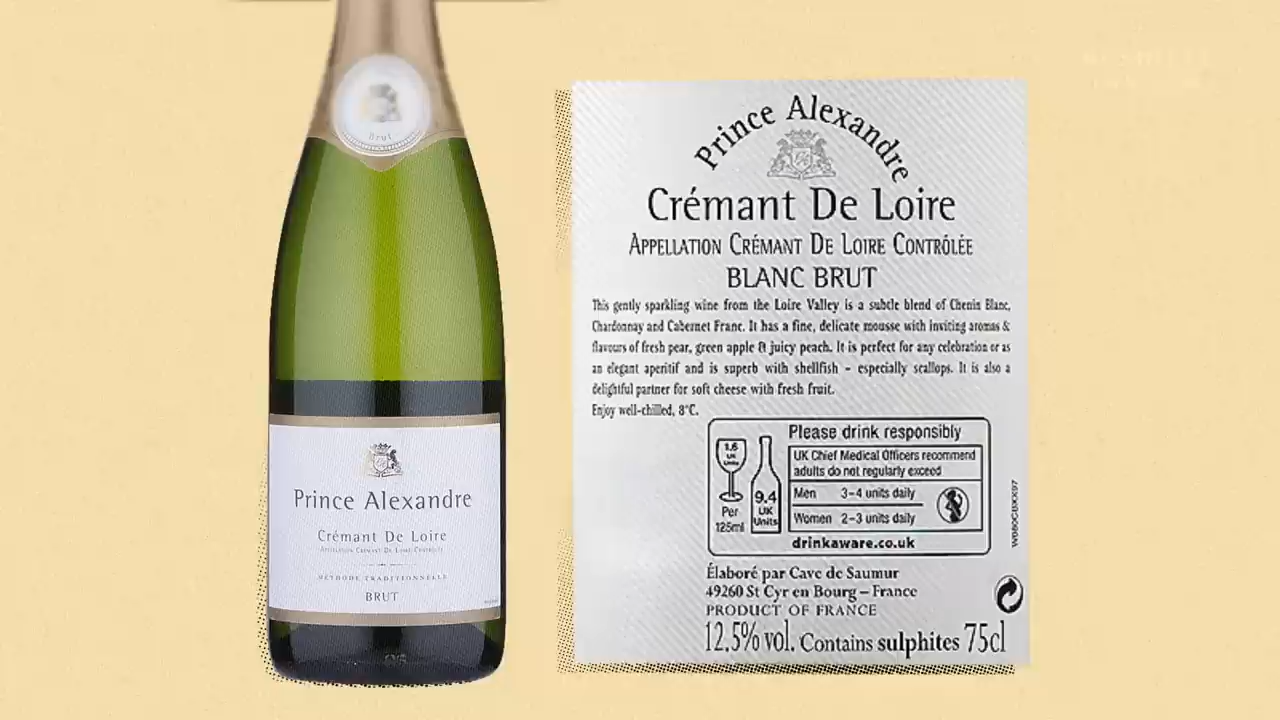 Brut
Prince Alexandre
Crémant De Loire
APPELLATION CRÉMANT DE LOIRE CONTRÔLÉE
MÉTHODE TRADITIONNELLE
BRUT
Prince Alexandre
Crémant De Loire
APPELLATION CRÉMANT DE LOIRE CONTRÔLÉE
BLANC BRUT
This gently sparkling wine from the Loire Valley is a subtle blend of Chenin Blanc,
Chardonnay and Cabernet Franc. It has a fine, delicate mousse with inviting aromas &
flavours of fresh pear, green apple & juicy peach. It is perfect for any celebration or as
an elegant aperitif and is superb with shellfish - especially scallops. It is also a
delightful partner for soft cheese with fresh fruit.
Enjoy well-chilled, 8°C.
Please drink responsibly
UK Chief Medical Officers recommend
adults do not regularly exceed
Men 3-4 units daily
Women 2-3 units daily
drinkaware.co.uk
1.6
UK
Units
Per
125ml
9.4
UK
Units
Élaboré par Cave de Saumur
49260 St Cyr en Bourg – France
PRODUCT OF FRANCE
12.5% vol. Contains sulphites 75cl